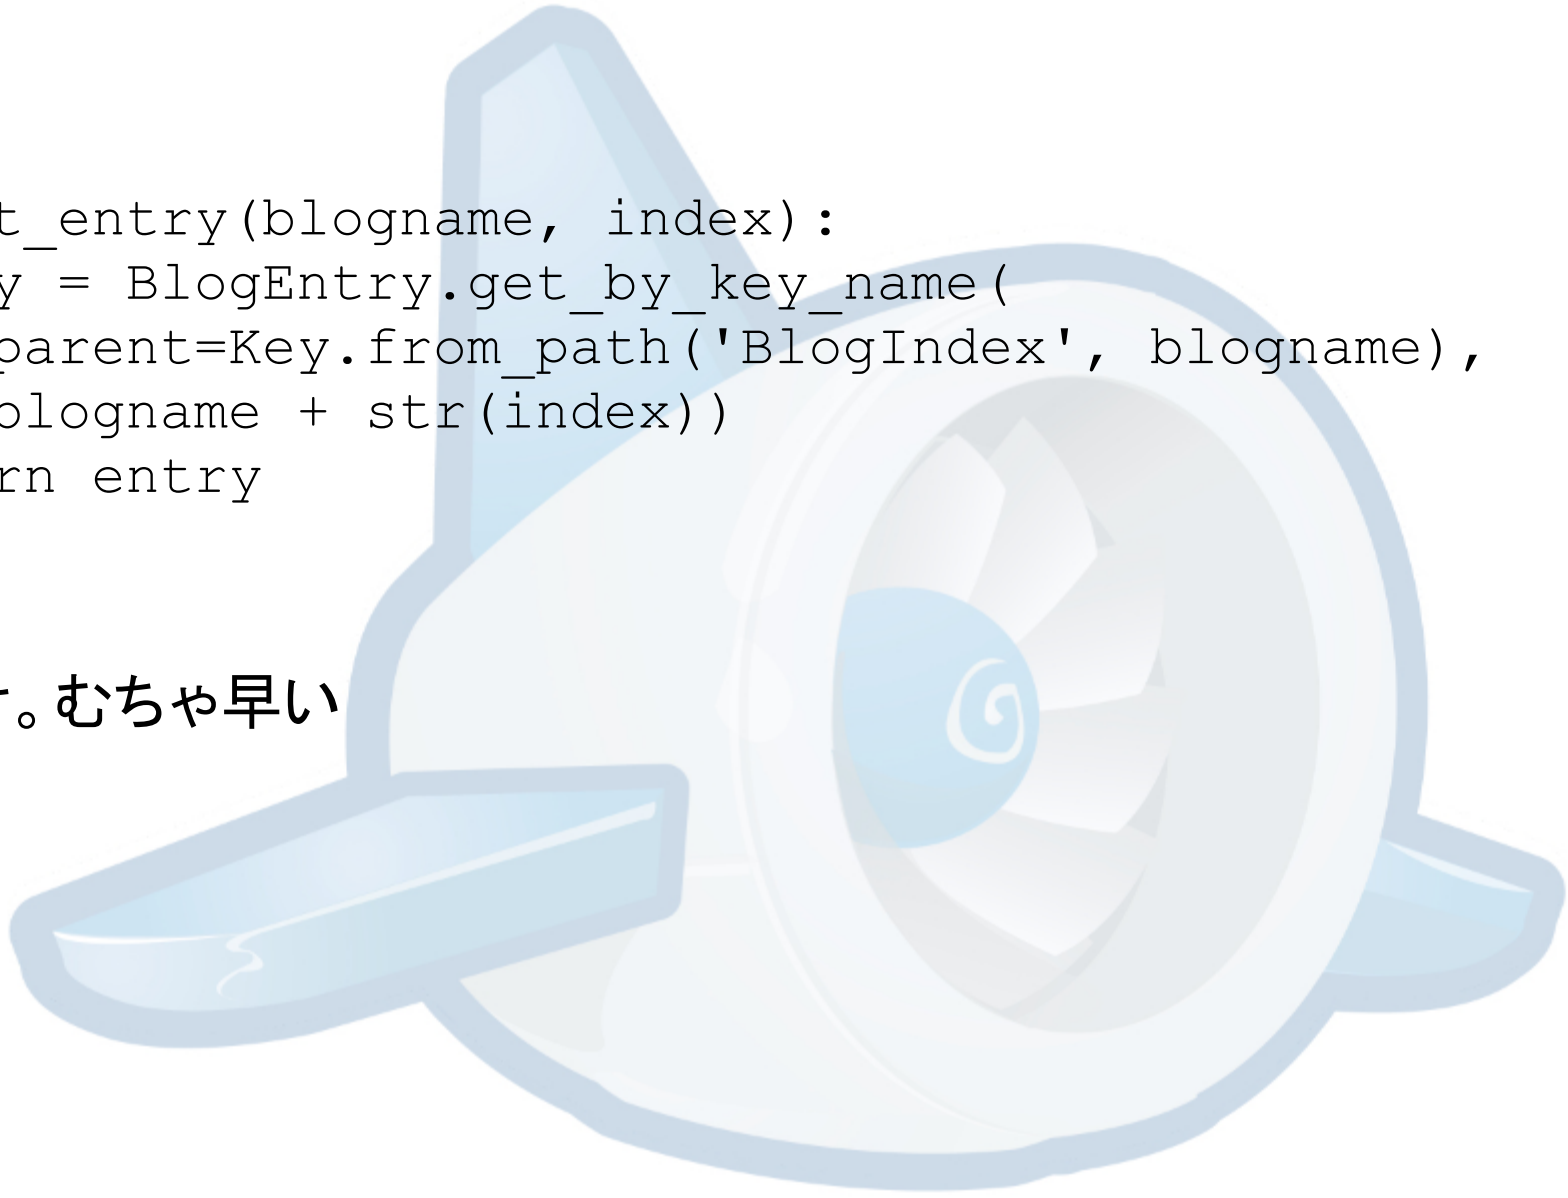 t_entry(blogname, index):
y = BlogEntry.get_by_key_name(
parent=Key.from_path('BlogIndex', blogname),
blogname + str(index))
rn entry
。むちゃ早い